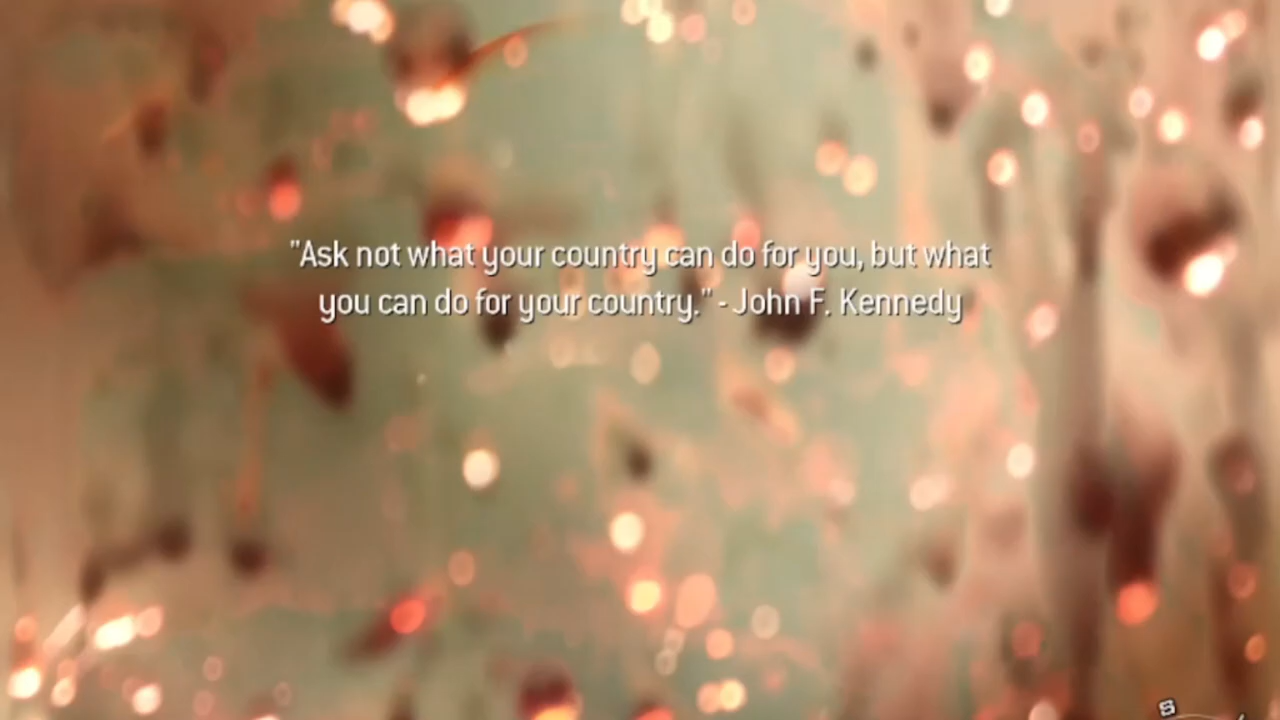 "Ask not what your country can do for you, but what
you can do for your country." - John F. Kennedy
S